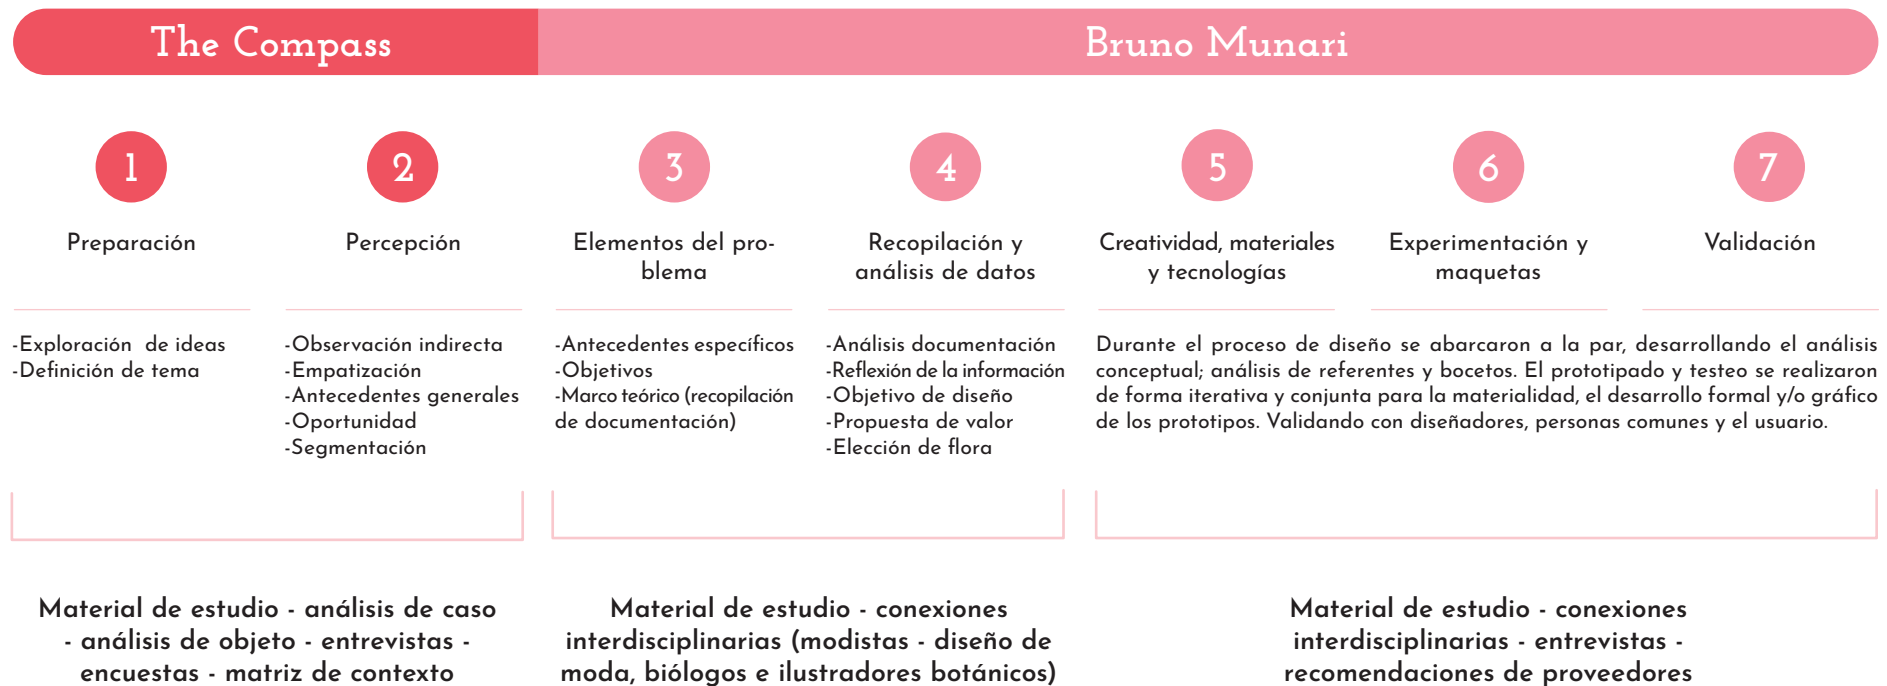 The Compass
Bruno Munari
1
2
3
4
5
6
7
Preparación
Percepción
Elementos del pro-
blema
Recopilación y
análisis de datos
Creatividad, materiales
y tecnologías
Experimentación y
maquetas
Validación
-Exploración de ideas
-Definición de tema
-Observación indirecta
-Empatización
-Antecedentes generales
-Oportunidad
-Segmentación
-Antecedentes específicos
-Objetivos
-Marco teórico (recopilación
de documentación)
-Análisis documentación
-Reflexión de la información
-Objetivo de diseño
-Propuesta de valor
-Elección de flora
Durante el proceso de diseño se abarcaron a la par, desarrollando el análisis
conceptual; análisis de referentes y bocetos. El prototipado y testeo se realizaron
de forma iterativa y conjunta para la materialidad, el desarrollo formal y/o gráfico
de los prototipos. Validando con diseñadores, personas comunes y el usuario.
Material de estudio - análisis de caso
- análisis de objeto - entrevistas -
encuestas - matriz de contexto
Material de estudio - conexiones
interdisciplinarias (modistas - diseño de
moda, biólogos e ilustradores botánicos)
Material de estudio - conexiones
interdisciplinarias - entrevistas -
recomendaciones de proveedores